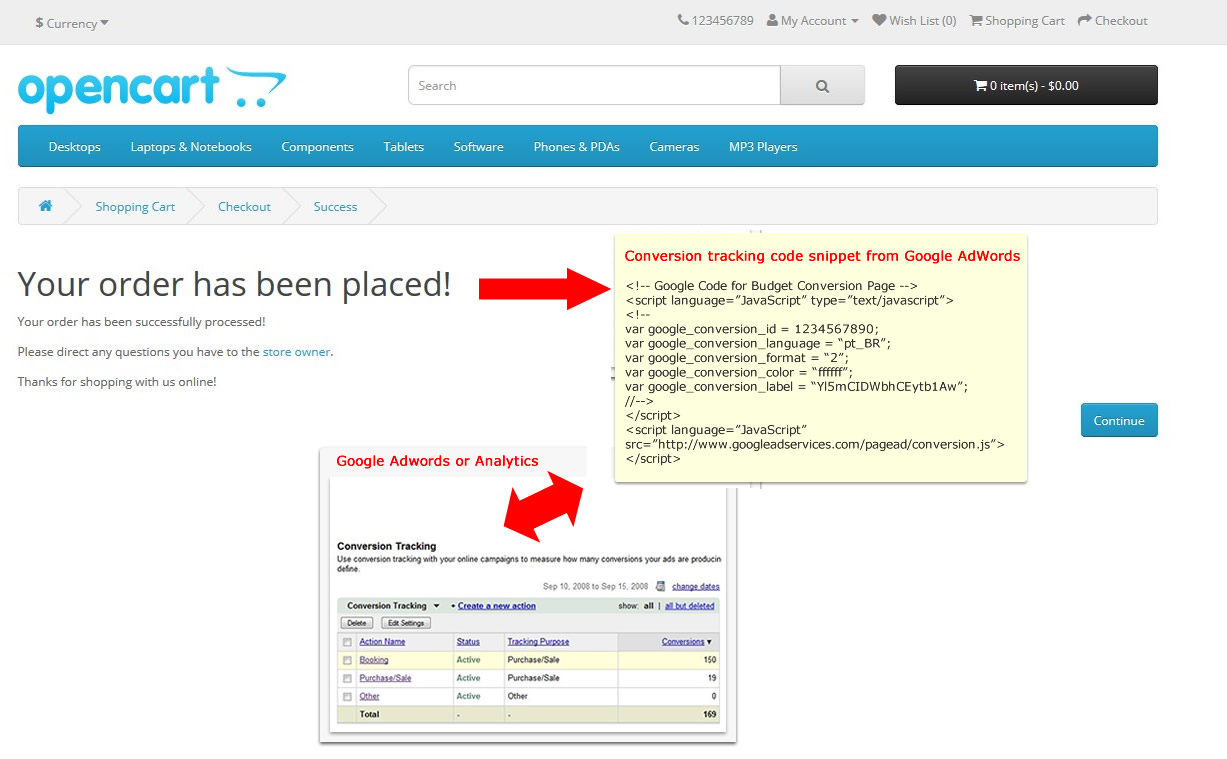 $ Currency
123456789 My Account Wish List (0) Shopping Cart Checkout
opencart
Search
0 item(s) - $0.00
Desktops Laptops & Notebooks Components Tablets Software Phones & PDAs Cameras MP3 Players
Shopping Cart Checkout Success
Your order has been placed!
Your order has been successfully processed!
Please direct any questions you have to the store owner.
Thanks for shopping with us online!
Conversion tracking code snippet from Google AdWords
<!-- Google Code for Budget Conversion Page -->
<script language=”JavaScript” type=”text/javascript”>
<!--
var google_conversion_id = 1234567890;
var google_conversion_language = “pt_BR”;
var google_conversion_format = “2”;
var google_conversion_color = “ffffff”;
var google_conversion_label = “Yl5mCIDWbhCEytb1Aw”;
//-->
</script>
<script language=”JavaScript”
src=”http://www.googleadservices.com/pagead/conversion.js”>
</script>
Continue
Google Adwords or Analytics
Conversion Tracking
Use conversion tracking with your online campaigns to measure how many conversions your ads are producin
define.
Sep 10, 2008 to Sep 15, 2008 change dates
Conversion Tracking • Create a new action show: all | all but deleted
Delete Edit Settings
Action Name Status Tracking Purpose Conversions
Booking Active Purchase/Sale 150
Purchase/Sale Active Purchase/Sale 19
Other Active Other 0
Total - - 169